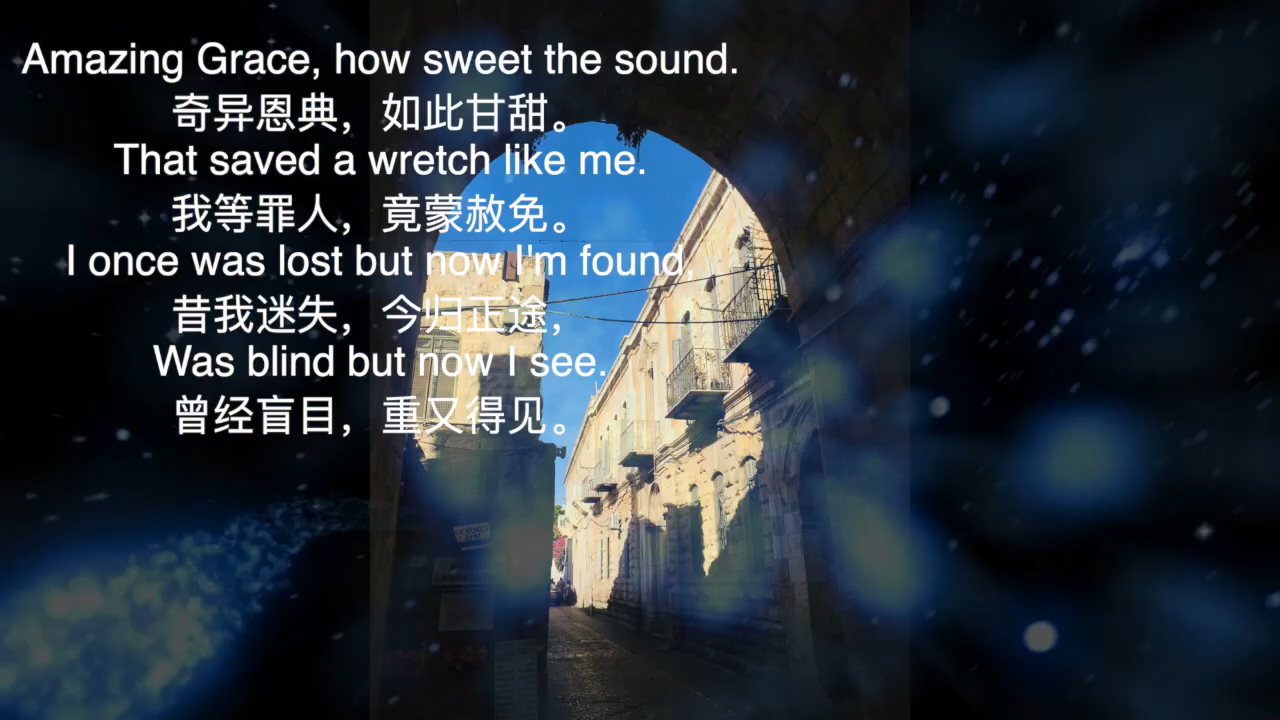 Amazing Grace, how sweet the sound.
奇异恩典，如此甘甜。
That saved a wretch like me.
我等罪人，竟蒙赦免。
I once was lost but now I'm found,
昔我迷失，今归正途，
Was blind but now I see.
曾经盲目，重又得见。